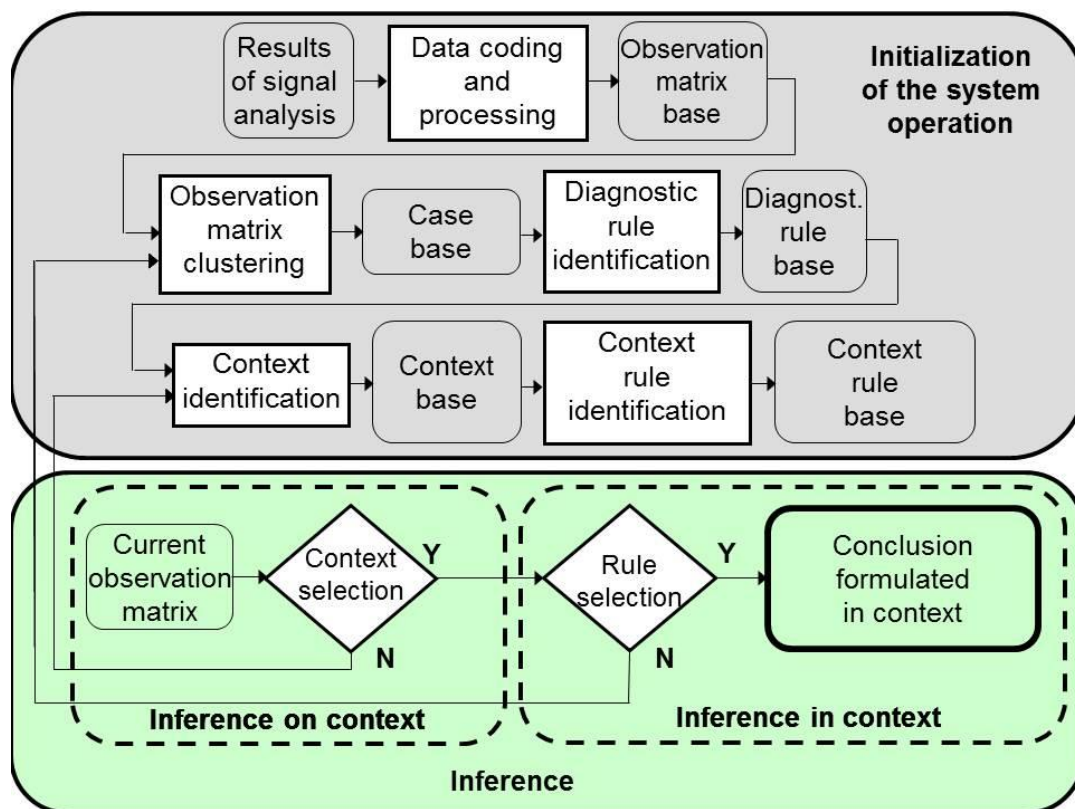 Results
of signal
analysis
Data coding
and
processing
Observation
matrix
base
Initialization
of the system
operation
Observation
matrix
clustering
Case
base
Diagnostic
rule
identification
Diagnost.
rule
base
Context
identification
Context
base
Context
rule
identification
Context
rule
base
Current
observation
matrix
Context
selection
Y
N
Rule
selection
Y
N
Conclusion
formulated
in context
Inference on context
Inference in context
Inference